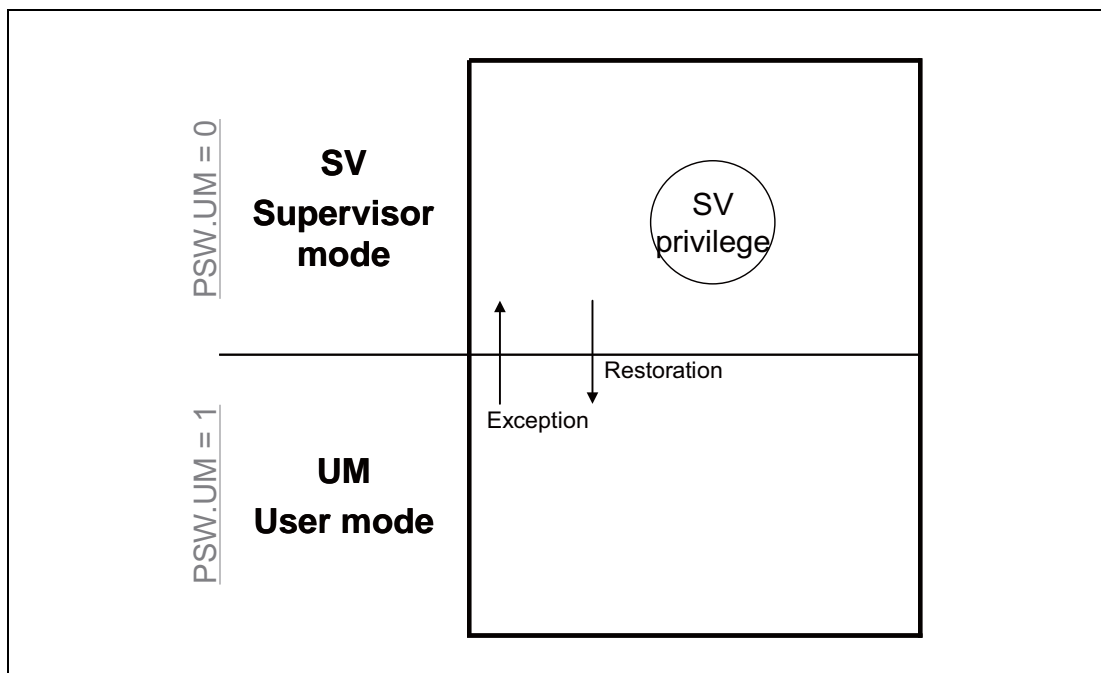 PSW.UM = 0
SV
Supervisor
mode
SV
privilege
Restoration
Exception
PSW.UM = 1
UM
User mode